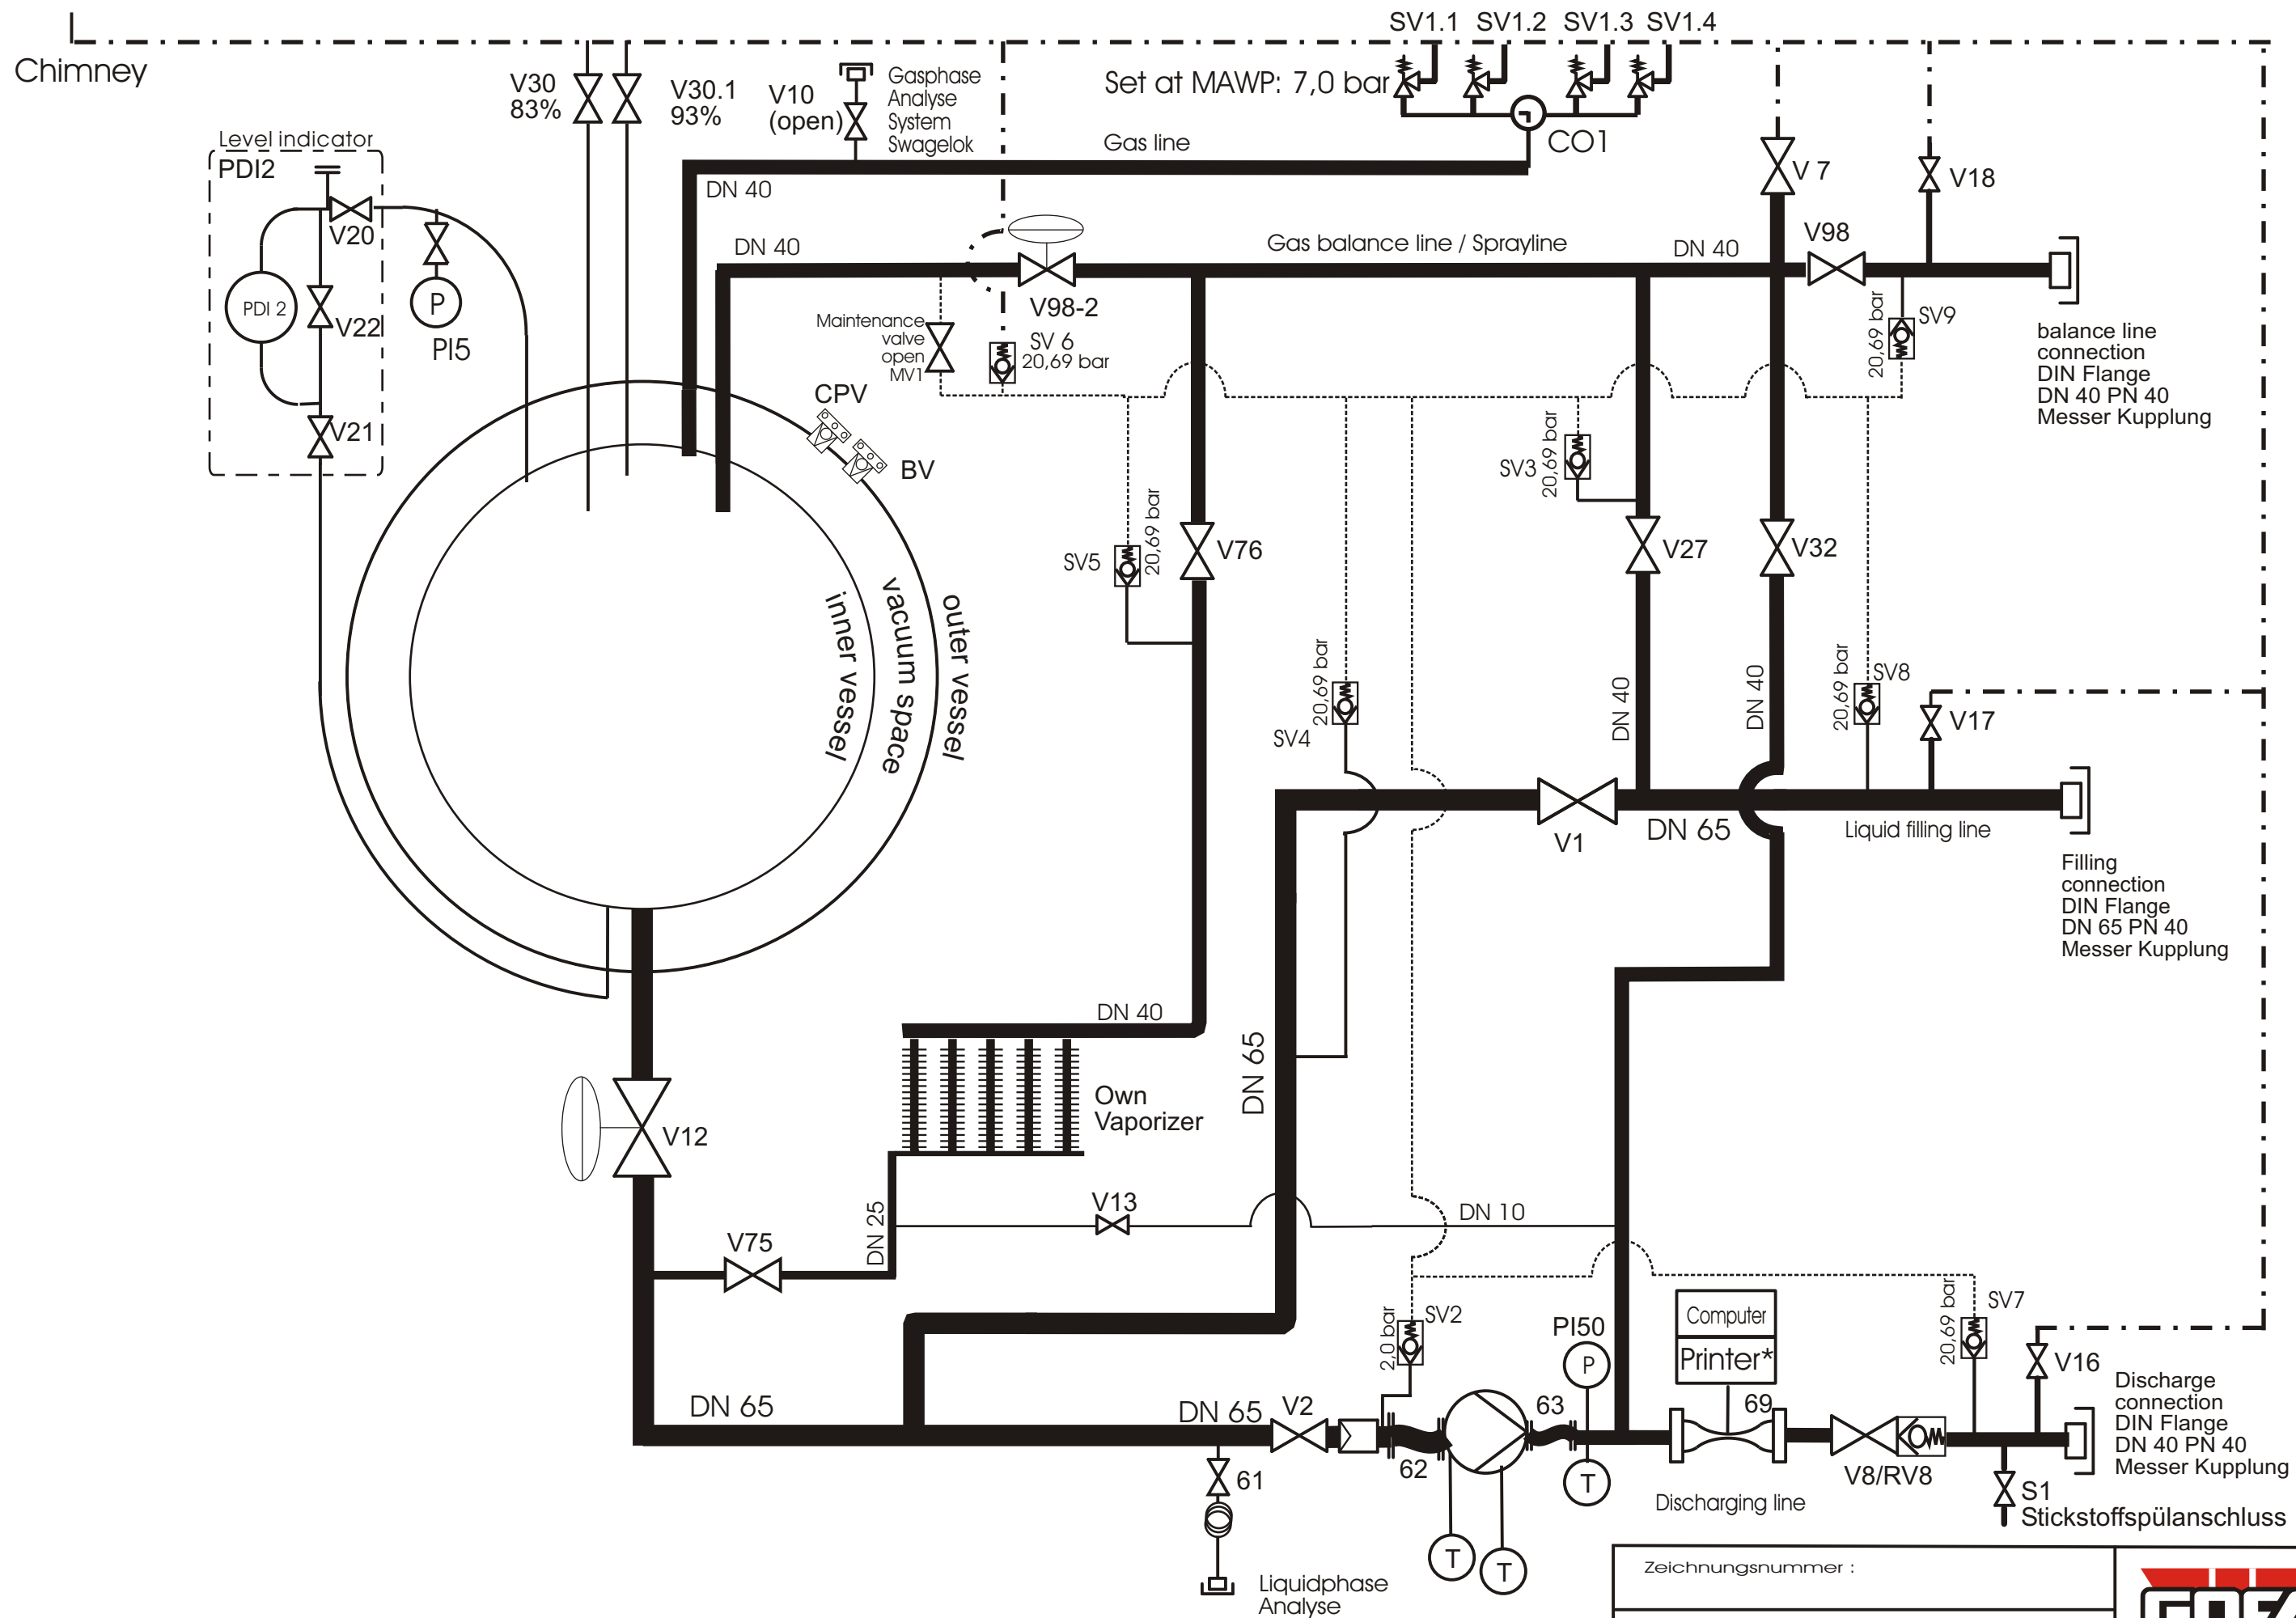 SV1.1 SV1.2 SV1.3 SV1.4
Chimney
V30
83%
V30.1
93%
V10
(open)
Gasphase
Analyse
System
Swagelok
Set at MAWP: 7,0 bar
CO1
Gas line
DN 40
V 7
V18
Level indicator
PDI2
V20
PDI 2
V22
V21
P
PI5
DN 40
Gas balance line / Sprayline
DN 40
V98
V98-2
Maintenance
valve
open
MV1
SV 6
20,69 bar
20,69 bar
SV9
balance line
connection
DIN Flange
DN 40 PN 40
Messer Kupplung
CPV
BV
SV3
20,69 bar
SV5
20,69 bar
V76
V27
V32
inner vessel
vacuum space
outer vessel
20,69 bar
SV4
DN 40
DN 40
20,69 bar
SV8
V17
V1
DN 65
Liquid filling line
Filling
connection
DIN Flange
DN 65 PN 40
Messer Kupplung
DN 40
Own
Vaporizer
DN 65
V12
V13
DN 10
DN 25
V75
2,0 bar
SV2
PI50
P
Computer
Printer*
20,69 bar
SV7
V16
DN 65
DN 65
V2
62
63
69
V8/RV8
Discharge
connection
DIN Flange
DN 40 PN 40
Messer Kupplung
61
T
T
T
Discharging line
S1
Stickstoffspülanschluss
Liquidphase
Analyse
Zeichnungsnummer :